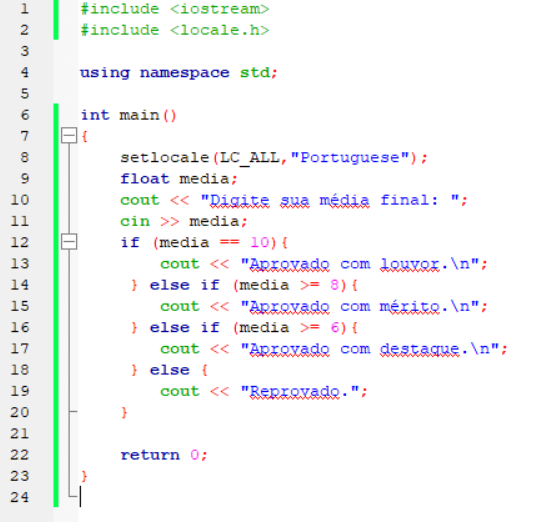 1 #include <iostream>
2 #include <locale.h>
3
4 using namespace std;
5
6 int main()
7 {
8 setlocale(LC_ALL,"Portuguese");
9 float media;
10 cout << "Digite sua média final: ";
11 cin >> media;
12 if (media == 10){
13 cout << "Aprovado com louvor.\n";
14 } else if (media >= 8){
15 cout << "Aprovado com mérito.\n";
16 } else if (media >= 6){
17 cout << "Aprovado com destaque.\n";
18 } else {
19 cout << "Reprovado.";
20 }
21
22 return 0;
23 }
24